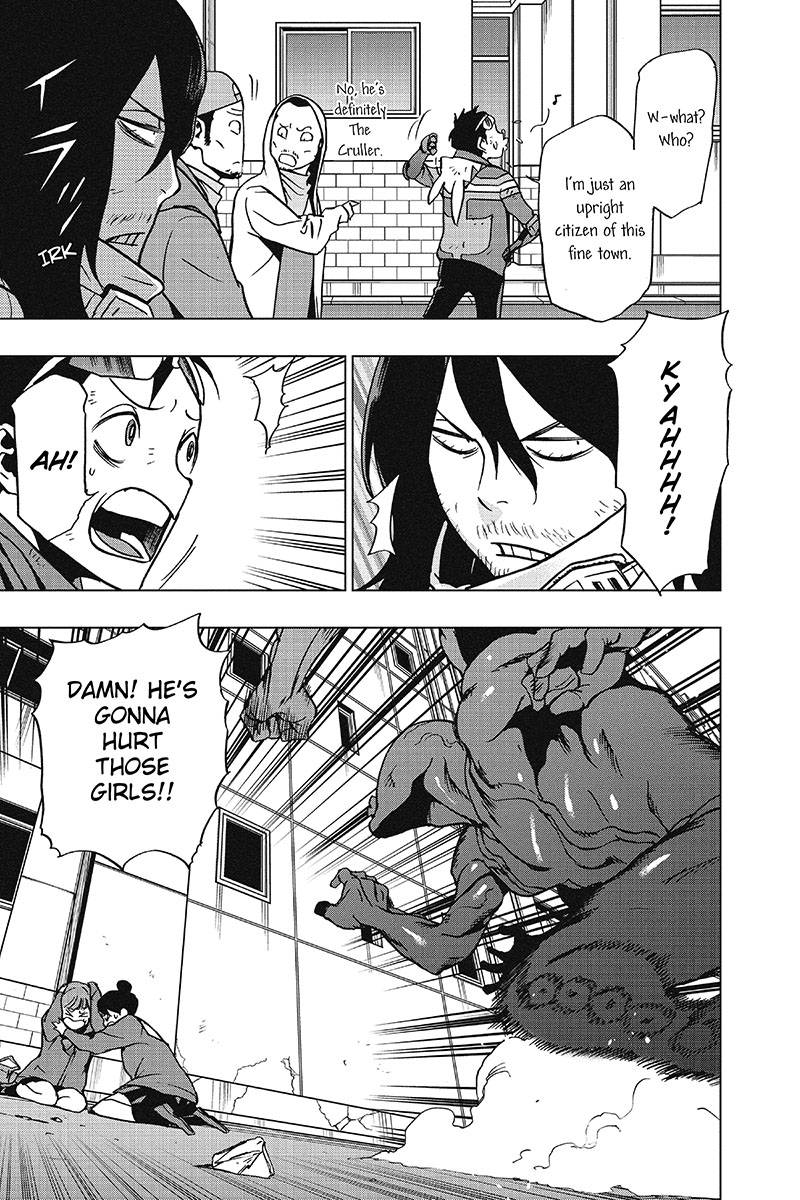 W-what?
Who?
I'm just an
upright
citizen of this
fine town.
No, he's
definitely
The
Cruller.
IRK
KYAHHHH!
AH!
DAMN! HE'S
GONNA
HURT
THOSE
GIRLS!!